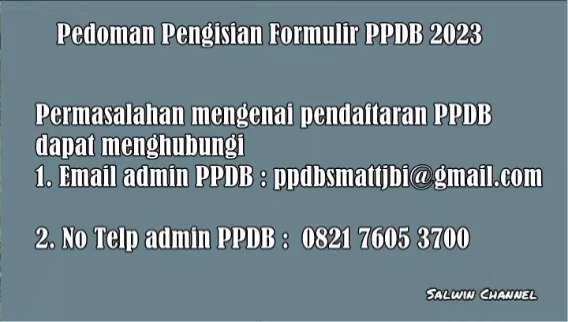 Pedoman Pengisian Formulir PPDB 2023
Permasalahan mengenai pendaftaran PPDB
dapat menghubungi
1. Email admin PPDB : ppdbsmattjbi@gmail.com
2. No Telp admin PPDB : 0821 7605 3700
Salwin Channel